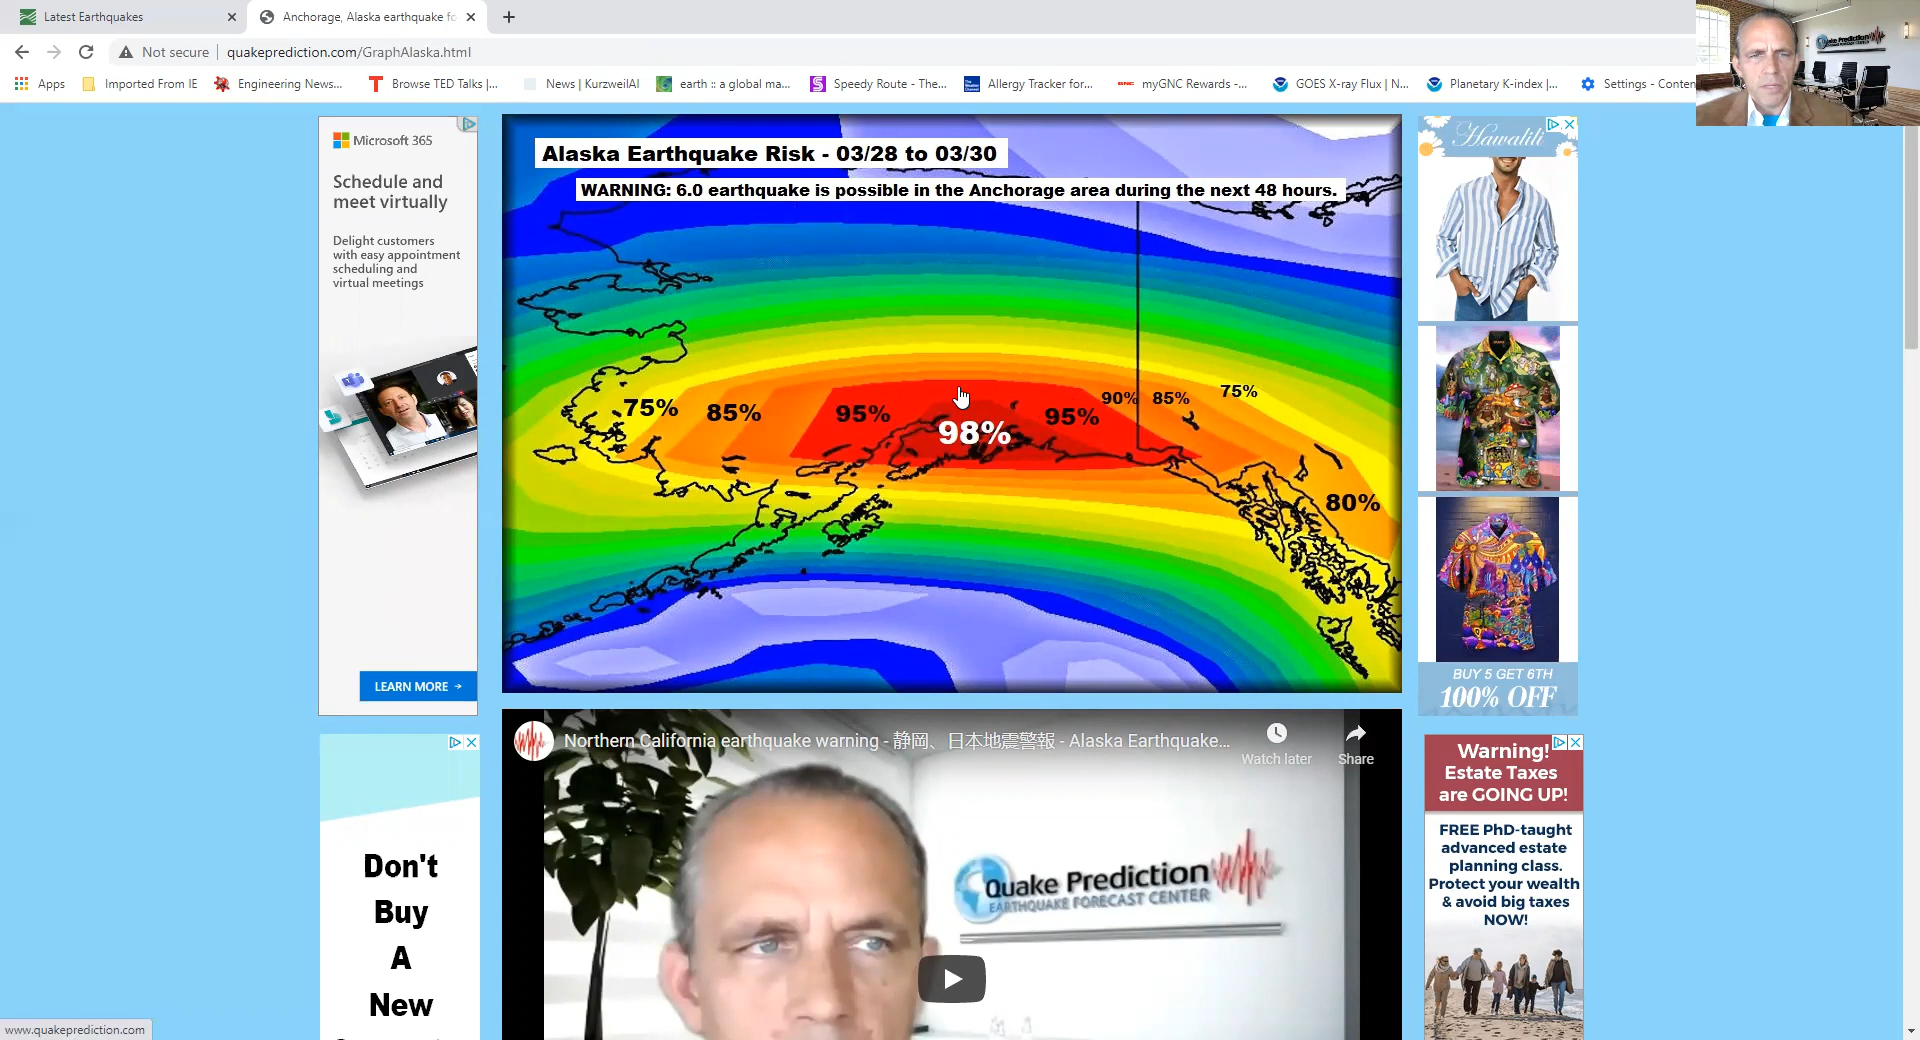 Latest Earthquakes
Anchorage, Alaska earthquake fo
Not secure
quakeprediction.com/GraphAlaska.html
Apps
Imported From IE
Engineering News...
Browse TED Talks |...
News | KurzweilAI
earth :: a global ma...
Speedy Route - The...
Allergy Tracker for...
myGNC Rewards -...
GOES X-ray Flux | N...
Planetary K-index |...
Settings - Conten
Quake Prediction
Microsoft 365
Schedule and
meet virtually
Delight customers
with easy appointment
scheduling and
virtual meetings
LEARN MORE →
Alaska Earthquake Risk - 03/28 to 03/30
WARNING: 6.0 earthquake is possible in the Anchorage area during the next 48 hours.
75%
85%
95%
98%
95%
90%
85%
75%
80%
Hawalili
BUY 5 GET 6TH
100% OFF
Don't
Buy
A
New
Northern California earthquake warning - 静岡、日本地震警報 - Alaska Earthquake...
Watch later
Share
Quake Prediction
EARTHQUAKE FORECAST CENTER
Warning!
Estate Taxes
are GOING UP!
FREE PhD-taught
advanced estate
planning class.
Protect your wealth
& avoid big taxes
NOW!
www.quakeprediction.com